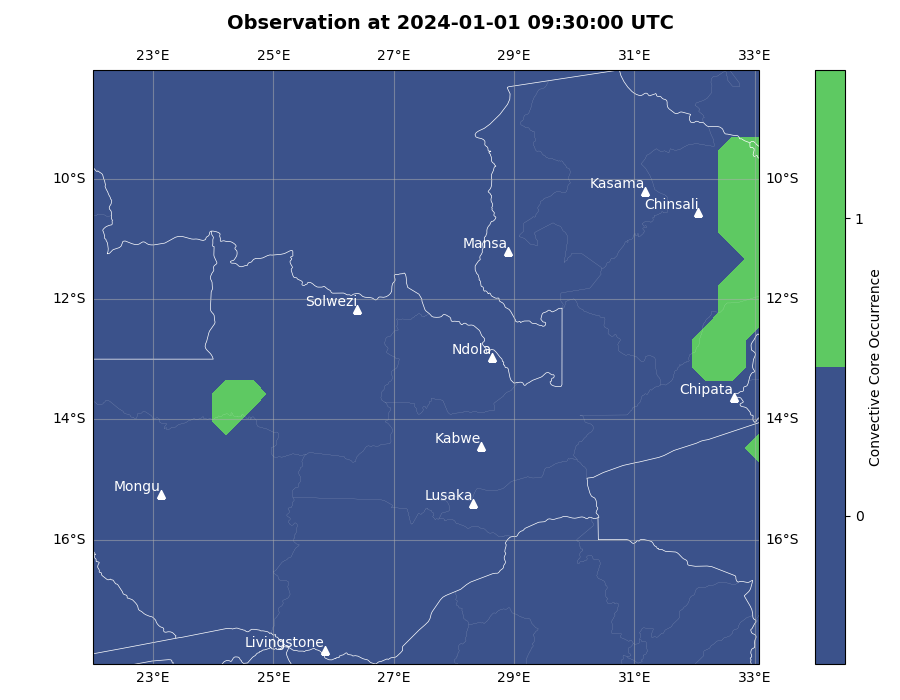 Observation at 2024-01-01 09:30:00 UTC
23°E 25°E 27°E 29°E 31°E 33°E
10°S 10°S
12°S 12°S
14°S 14°S
16°S 16°S
Kasama
Chinsali
Mansa
Solwezi
Ndola
Chipata
Kabwe
Mongu
Lusaka
Livingstone
23°E 25°E 27°E 29°E 31°E 33°E
1
0
Convective Core Occurrence